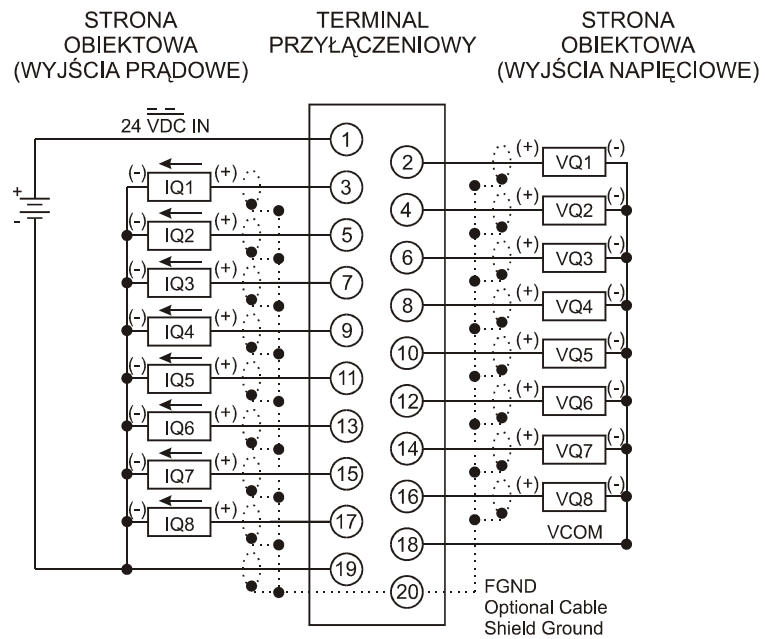 STRONA
OBIEKTOWA
(WYJŚCIA PRĄDOWE)
TERMINAL
PRZYŁĄCZENIOWY
STRONA
OBIEKTOWA
(WYJŚCIA NAPIĘCIOWE)
24 VDC IN
1
+
-
(-) IQ1 (+) 3
(-) IQ2 (+) 5
(-) IQ3 (+) 7
(-) IQ4 (+) 9
(-) IQ5 (+) 11
(-) IQ6 (+) 13
(-) IQ7 (+) 15
(-) IQ8 (+) 17
19
2 (+) VQ1 (-)
4 (+) VQ2 (-)
6 (+) VQ3 (-)
8 (+) VQ4 (-)
10 (+) VQ5 (-)
12 (+) VQ6 (-)
14 (+) VQ7 (-)
16 (+) VQ8 (-)
18 VCOM
20 FGND
Optional Cable
Shield Ground